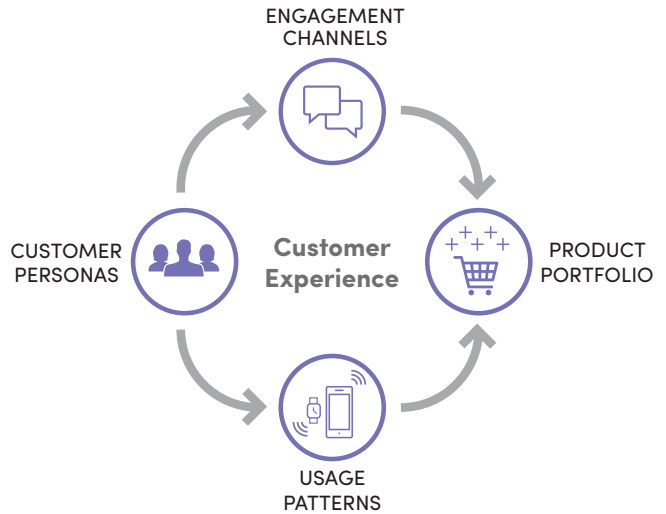 ENGAGEMENT
CHANNELS
CUSTOMER
PERSONAS
Customer
Experience
PRODUCT
PORTFOLIO
USAGE
PATTERNS